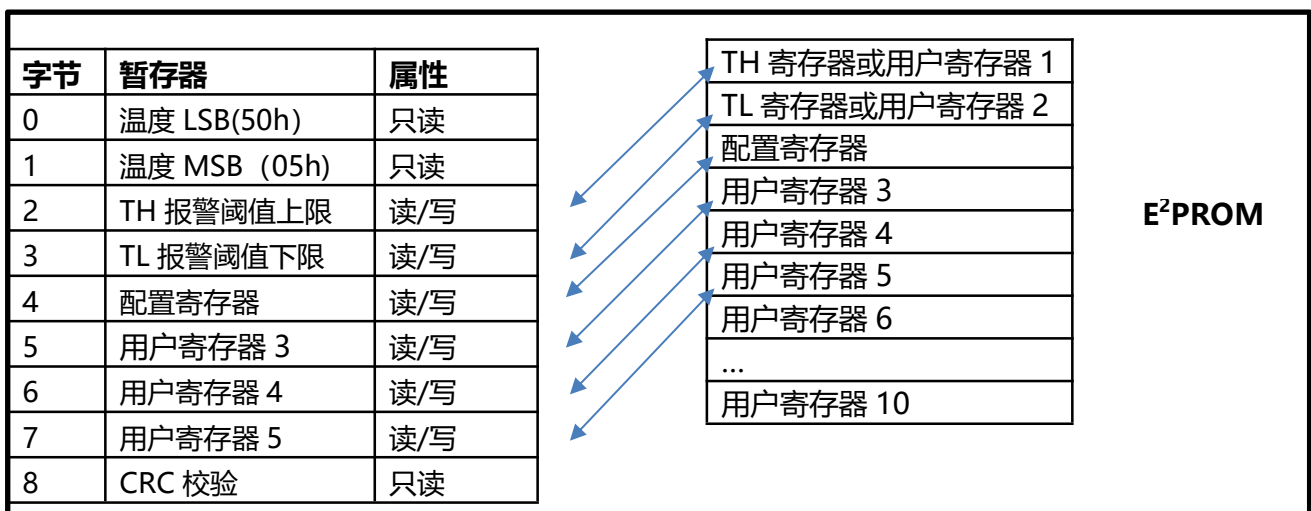 字节 暂存器 属性
0 温度 LSB(50h） 只读
1 温度 MSB（05h) 只读
2 TH 报警阈值上限 读/写
3 TL 报警阈值下限 读/写
4 配置寄存器 读/写
5 用户寄存器 3 读/写
6 用户寄存器 4 读/写
7 用户寄存器 5 读/写
8 CRC 校验 只读
TH 寄存器或用户寄存器 1
TL 寄存器或用户寄存器 2
配置寄存器
用户寄存器 3
用户寄存器 4
用户寄存器 5
用户寄存器 6
...
用户寄存器 10
E²PROM